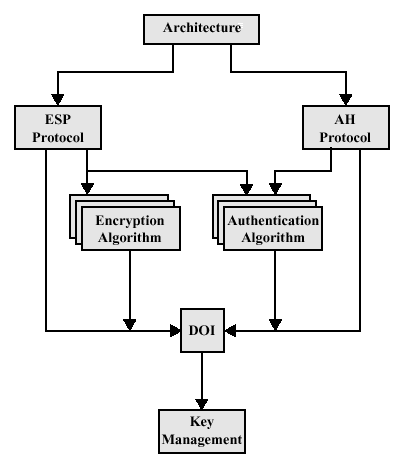 Architecture
ESP
Protocol
AH
Protocol
Encryption
Algorithm
Authentication
Algorithm
DOI
Key
Management